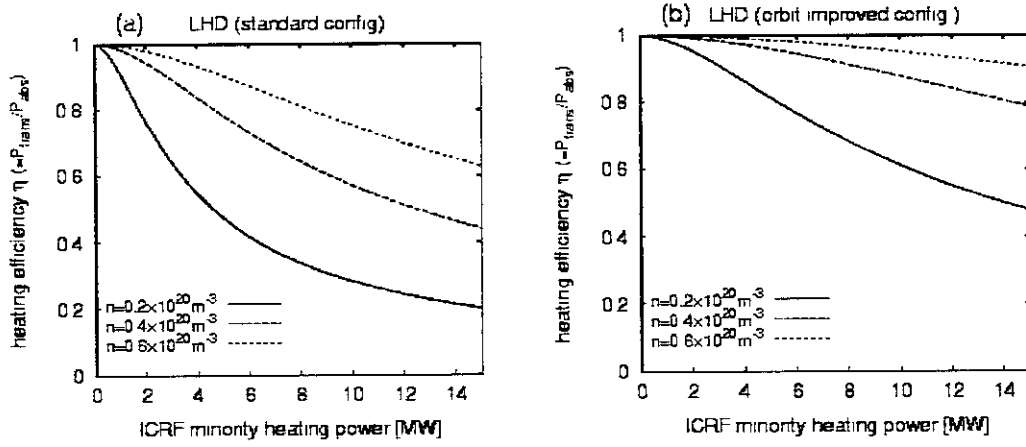 (a) LHD (standard config)
1
0.8
0.6
0.4
0.2
0
heating efficiency η (=P_trans/P_abs)
n=0.2×10^20 m^-3
n=0.4×10^20 m^-3
n=0.6×10^20 m^-3
0 2 4 6 8 10 12 14
ICRF minority heating power [MW]
(b) LHD (orbit improved config.)
1
0.8
0.6
0.4
0.2
0
heating efficiency η (=P_trans/P_abs)
n=0.2×10^20 m^-3
n=0.4×10^20 m^-3
n=0.6×10^20 m^-3
0 2 4 6 8 10 12 14
ICRF minority heating power [MW]